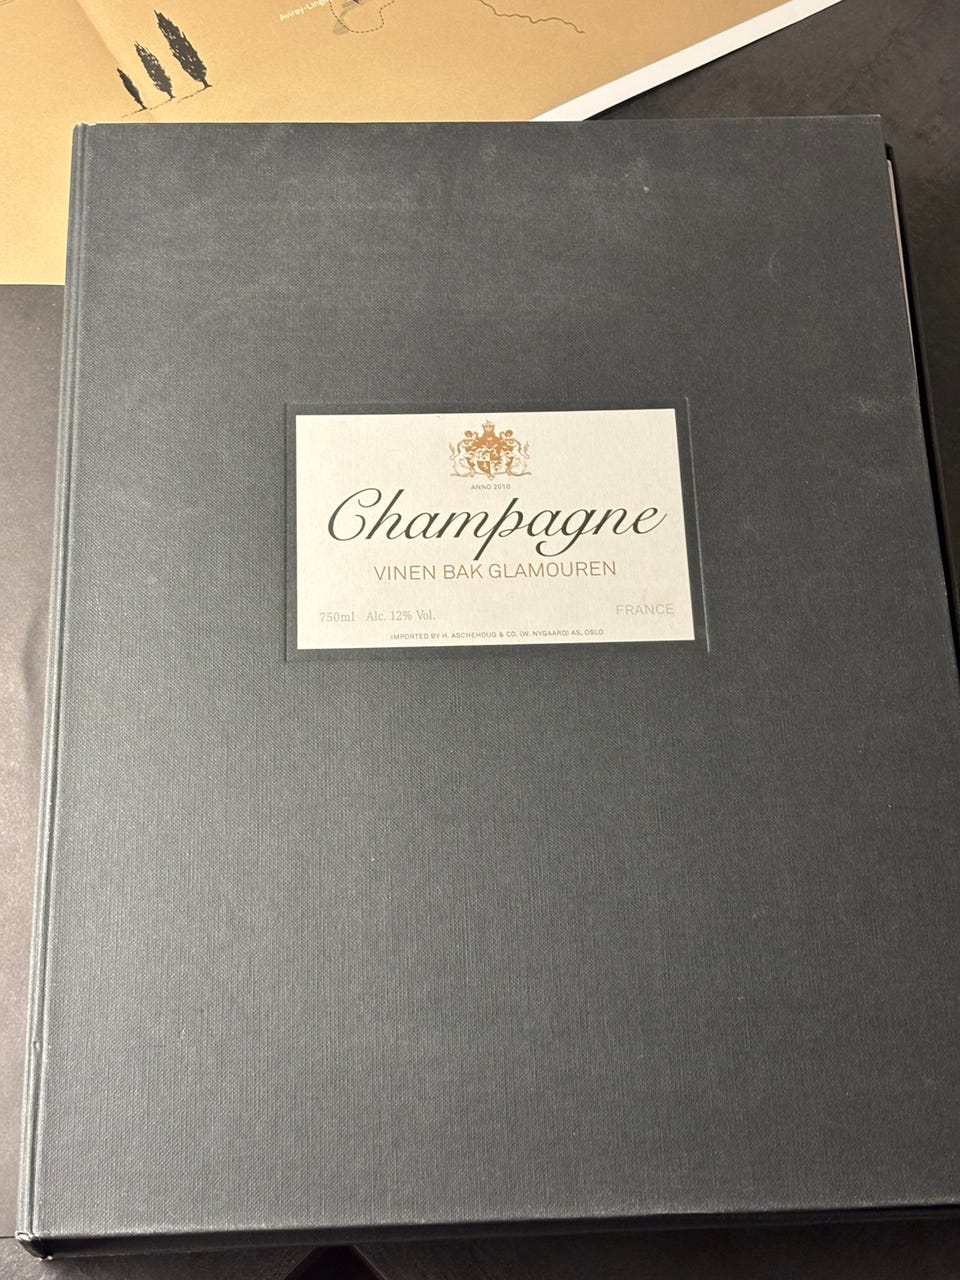 ANNO 2010
Champagne
VINEN BAK GLAMOUREN
750ml Alc. 12% Vol.
FRANCE
IMPORTED BY H. ASCHEHOUG & CO. (W. NYGAARD) AS, OSLO